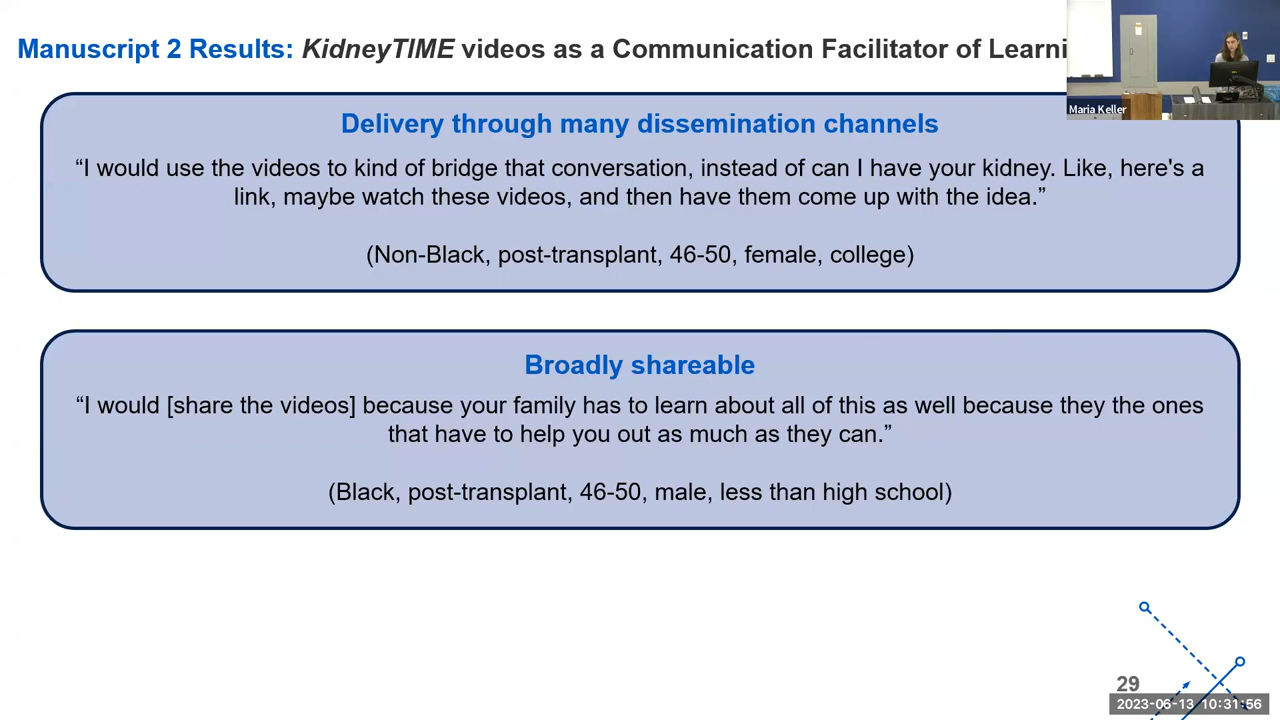 Manuscript 2 Results: KidneyTIME videos as a Communication Facilitator of Learni
Maria Keller
Delivery through many dissemination channels
“I would use the videos to kind of bridge that conversation, instead of can I have your kidney. Like, here's a
link, maybe watch these videos, and then have them come up with the idea.”
(Non-Black, post-transplant, 46-50, female, college)
Broadly shareable
“I would [share the videos] because your family has to learn about all of this as well because they the ones
that have to help you out as much as they can.”
(Black, post-transplant, 46-50, male, less than high school)
29
2023-06-13 10:31:56